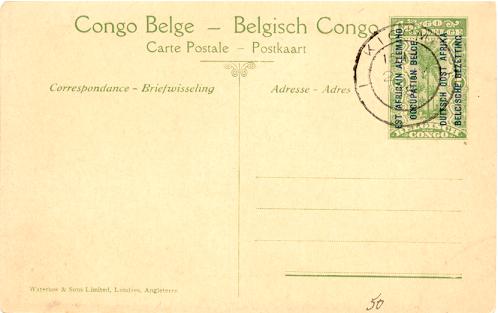 Congo Belge – Belgisch Congo
Carte Postale – Postkaart
Correspondance – Briefwisseling
Adresse – Adres
EST AFRICAIN ALLEMAND
OCCUPATION BELGE
DUITSCH OOST AFRIKA
BELGISCHE BEZETTING
CONGO
Waterlow & Sons Limited, Londres, Angleterre
50